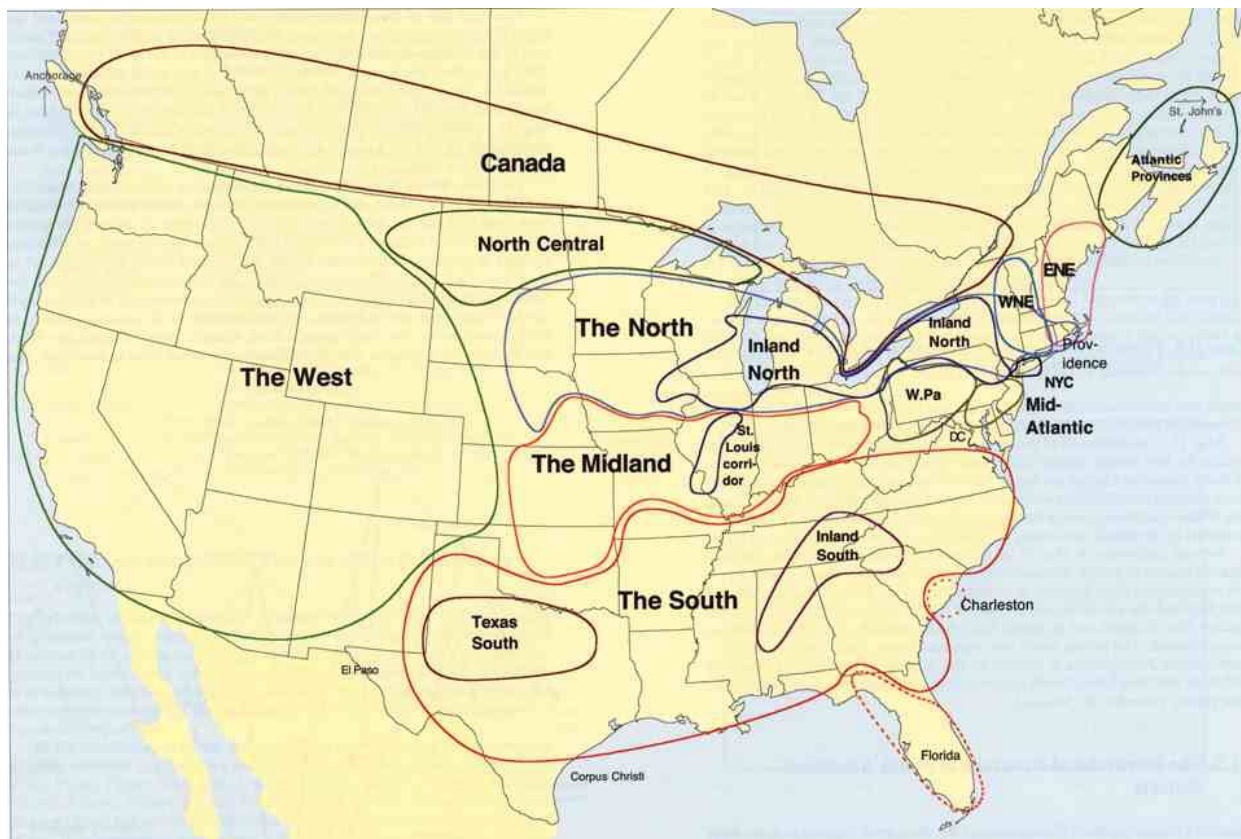 Anchorage
St. John's
Atlantic
Provinces
Canada
North Central
ENE
WNE
The North
Inland
North
Inland
North
Prov-
idence
The West
NYC
W.Pa
Mid-
Atlantic
DC
St.
Louis
corri-
dor
The Midland
Inland
South
The South
Charleston
Texas
South
El Paso
Florida
Corpus Christi